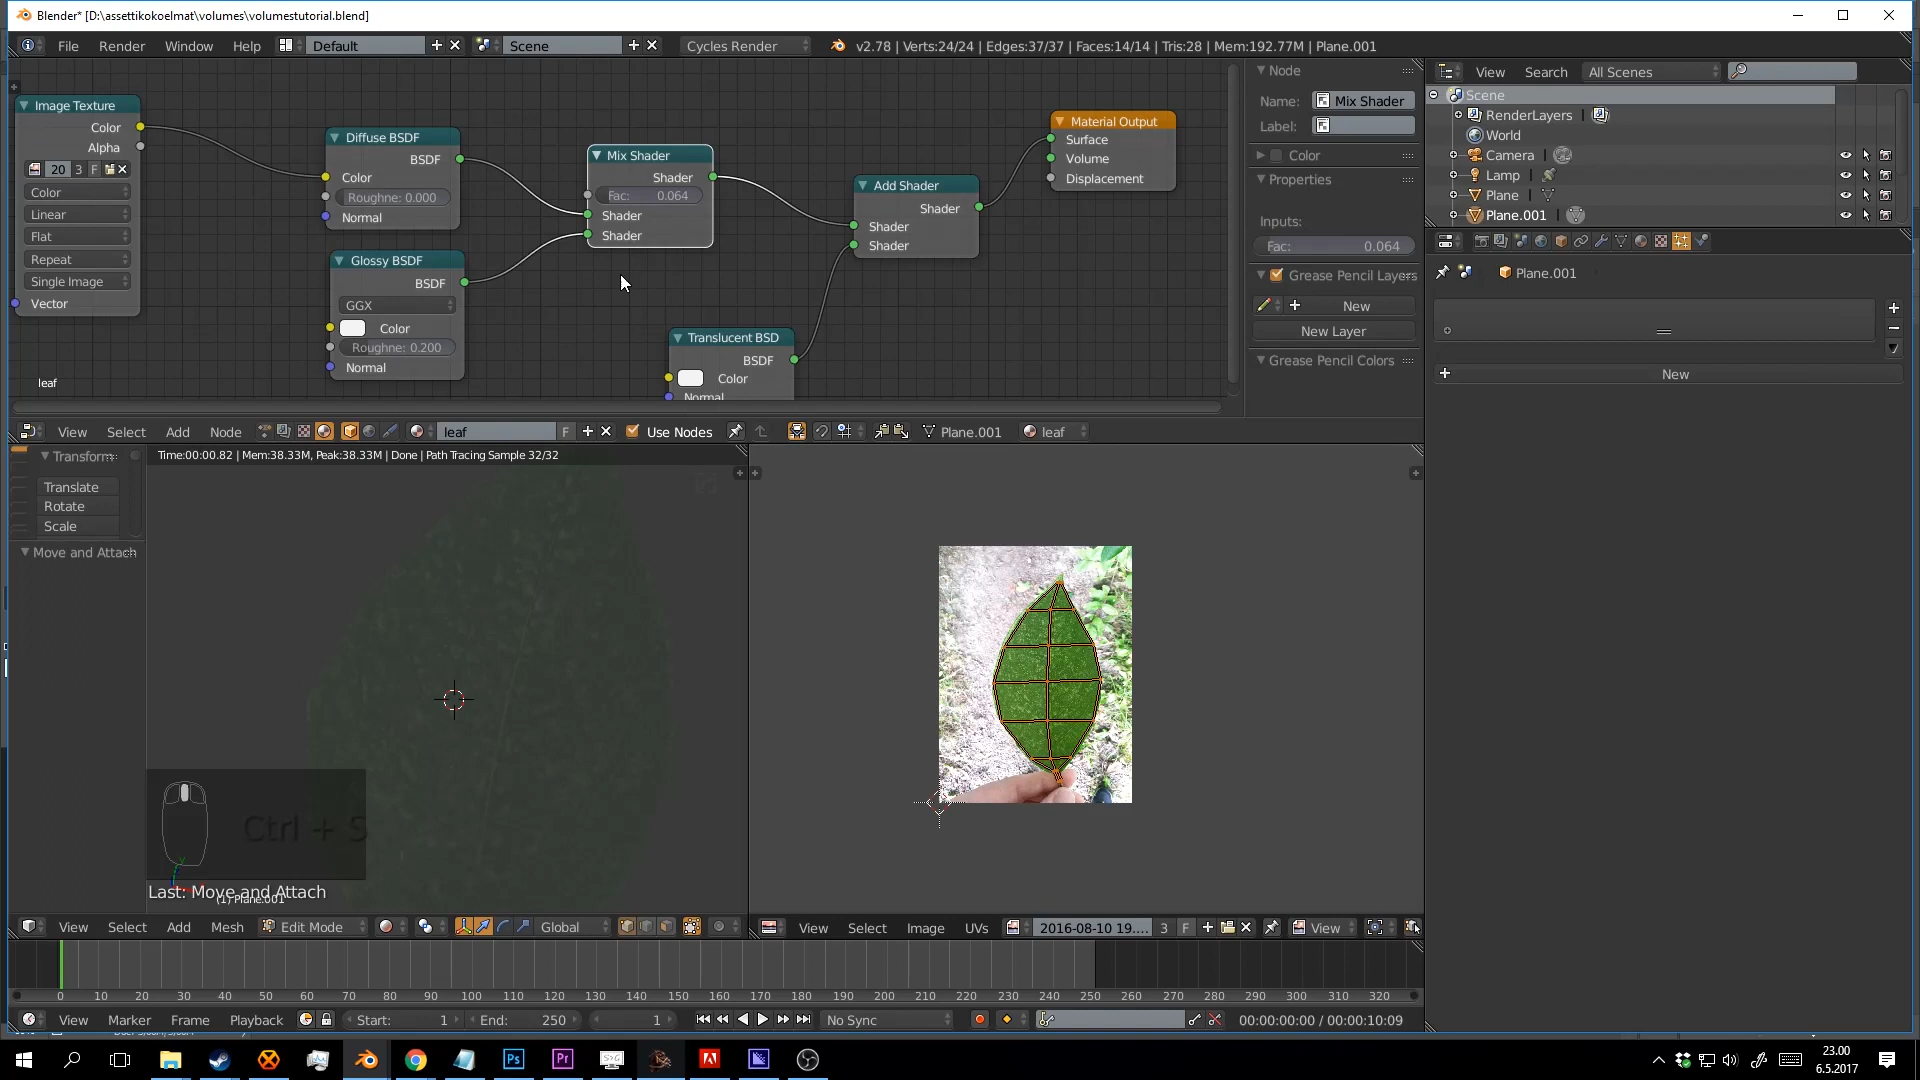 Blender* [D:\assettikokoelmat\volumes\volumestutorial.blend]
File Render Window Help Default Scene Cycles Render v2.78 | Verts:24/24 | Edges:37/37 | Faces:14/14 | Tris:28 | Mem:192.77M | Plane.001
Image Texture
Color
Alpha
20 3 F
Color
Linear
Flat
Repeat
Single Image
Vector
leaf
Diffuse BSDF
BSDF
Color
Roughne: 0.000
Normal
Glossy BSDF
BSDF
GGX
Color
Roughne: 0.200
Normal
Mix Shader
Shader
Fac: 0.064
Shader
Shader
Translucent BSD
BSDF
Color
Normal
Add Shader
Shader
Shader
Shader
Material Output
Surface
Volume
Displacement
Node
Name: Mix Shader
Label:
Color
Properties
Inputs:
Fac: 0.064
Grease Pencil Layers
New
New Layer
Grease Pencil Colors
View Search All Scenes
Scene
RenderLayers
World
Camera
Lamp
Plane
Plane.001
Plane.001
New
View Select Add Node leaf F Use Nodes Plane.001 leaf
Transform
Translate
Rotate
Scale
Move and Attach
Time:00:00.82 | Mem:38.33M, Peak:38.33M | Done | Path Tracing Sample 32/32
Ctrl + S
Last: Move and Attach
(1) Plane.001
View Select Add Mesh Edit Mode Global
View Select Image UVs 2016-08-10 19.... 3 F View
0 10 20 30 40 50 60 70 80 90 100 110 120 130 140 150 160 170 180 190 200 210 220 230 240 250 260 270 280 290 300 310 320
View Marker Frame Playback Start: 1 End: 250 1 No Sync 00:00:00:00 / 00:00:10:09
Ps Pr
23.00
6.5.2017